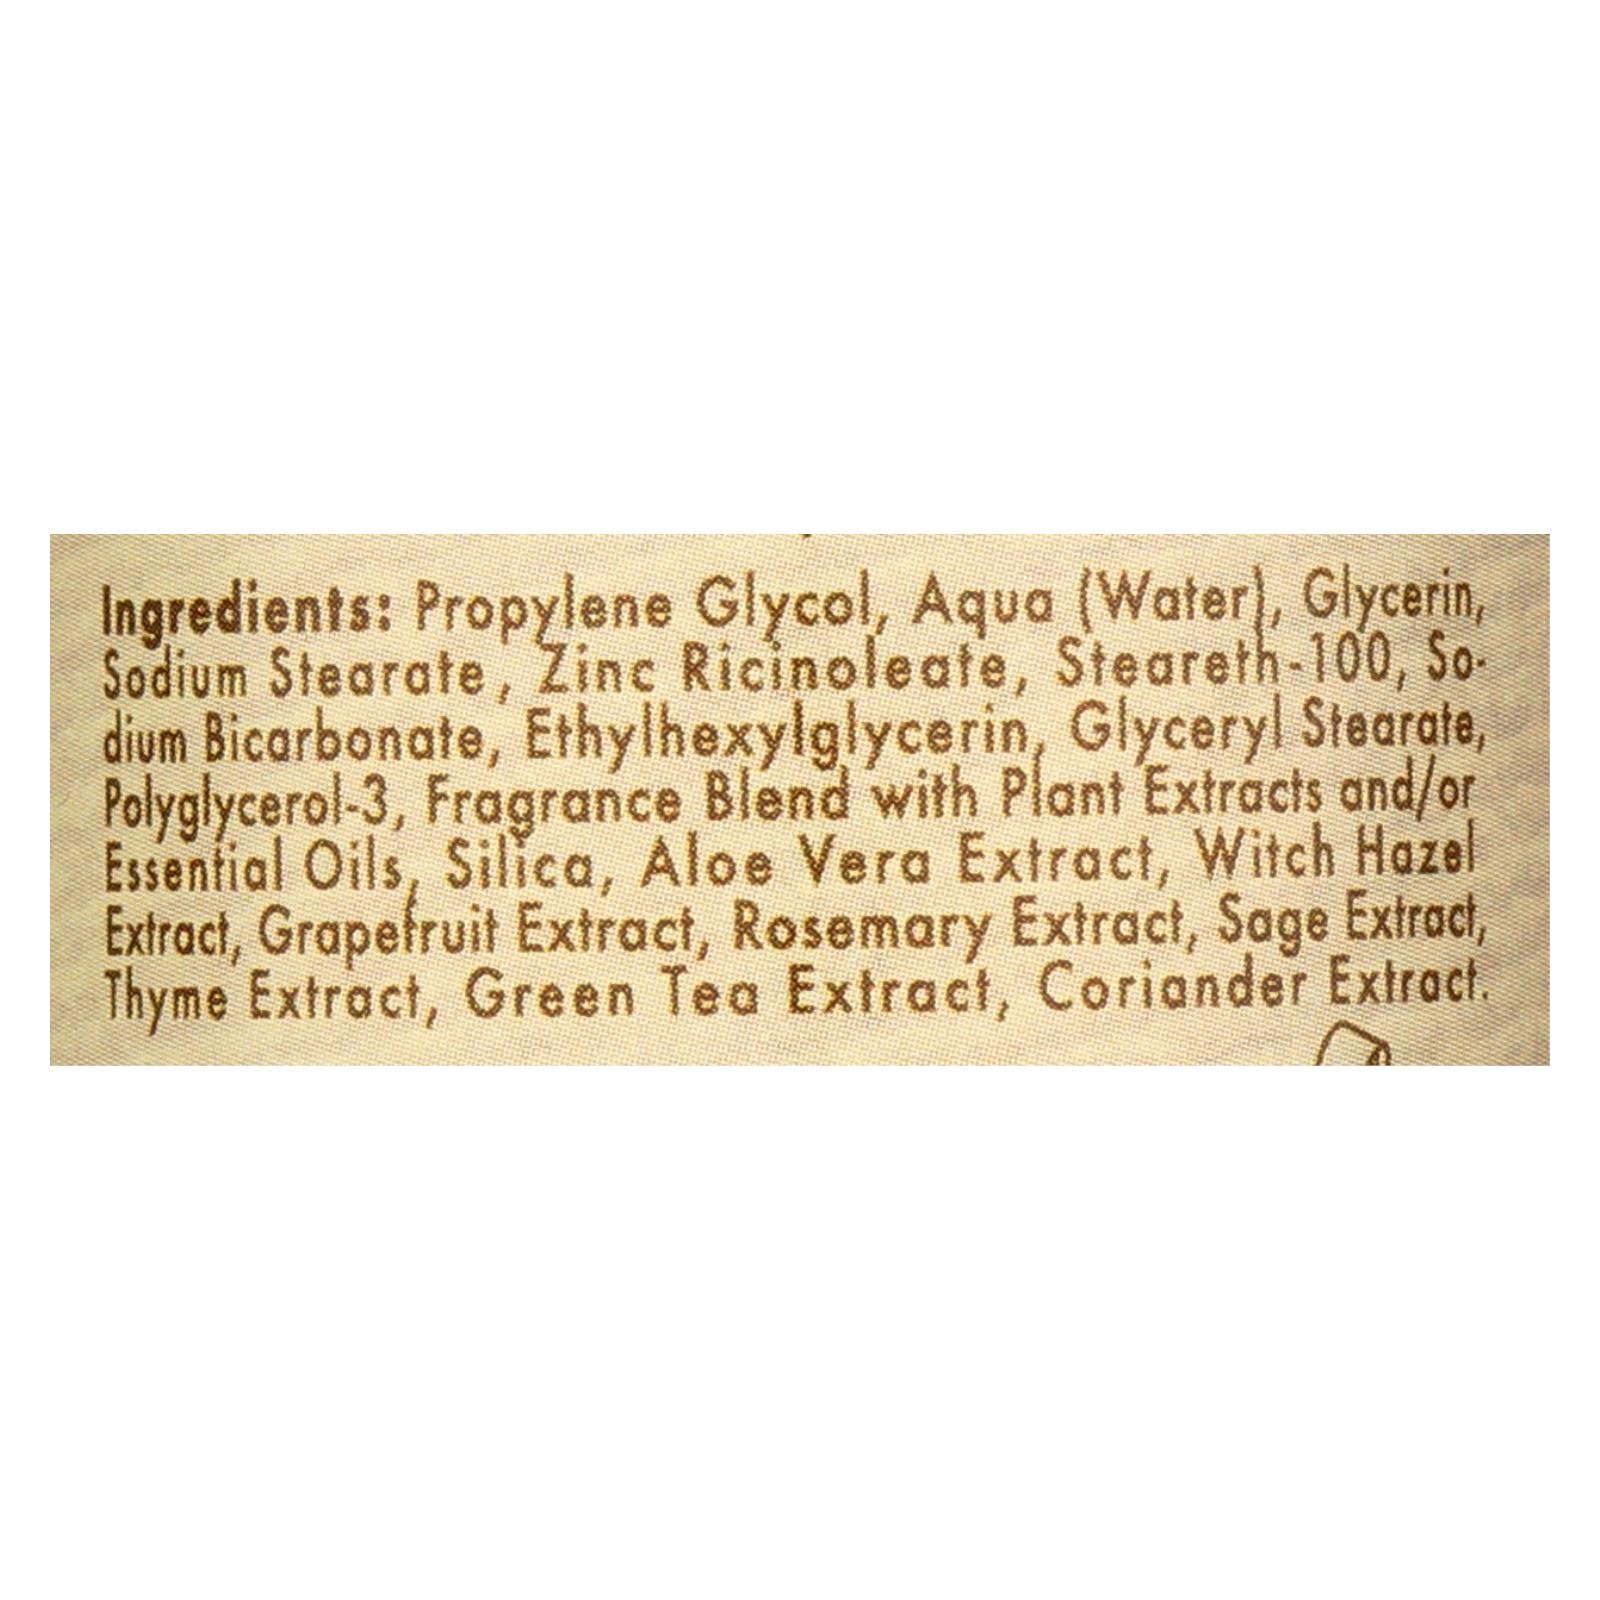 Ingredients: Propylene Glycol, Aqua (Water), Glycerin,
Sodium Stearate, Zinc Ricinoleate, Steareth-100, So-
dium Bicarbonate, Ethylhexylglycerin, Glyceryl Stearate,
Polyglycerol-3, Fragrance Blend with Plant Extracts and/or
Essential Oils, Silica, Aloe Vera Extract, Witch Hazel
Extract, Grapefruit Extract, Rosemary Extract, Sage Extract,
Thyme Extract, Green Tea Extract, Coriander Extract.